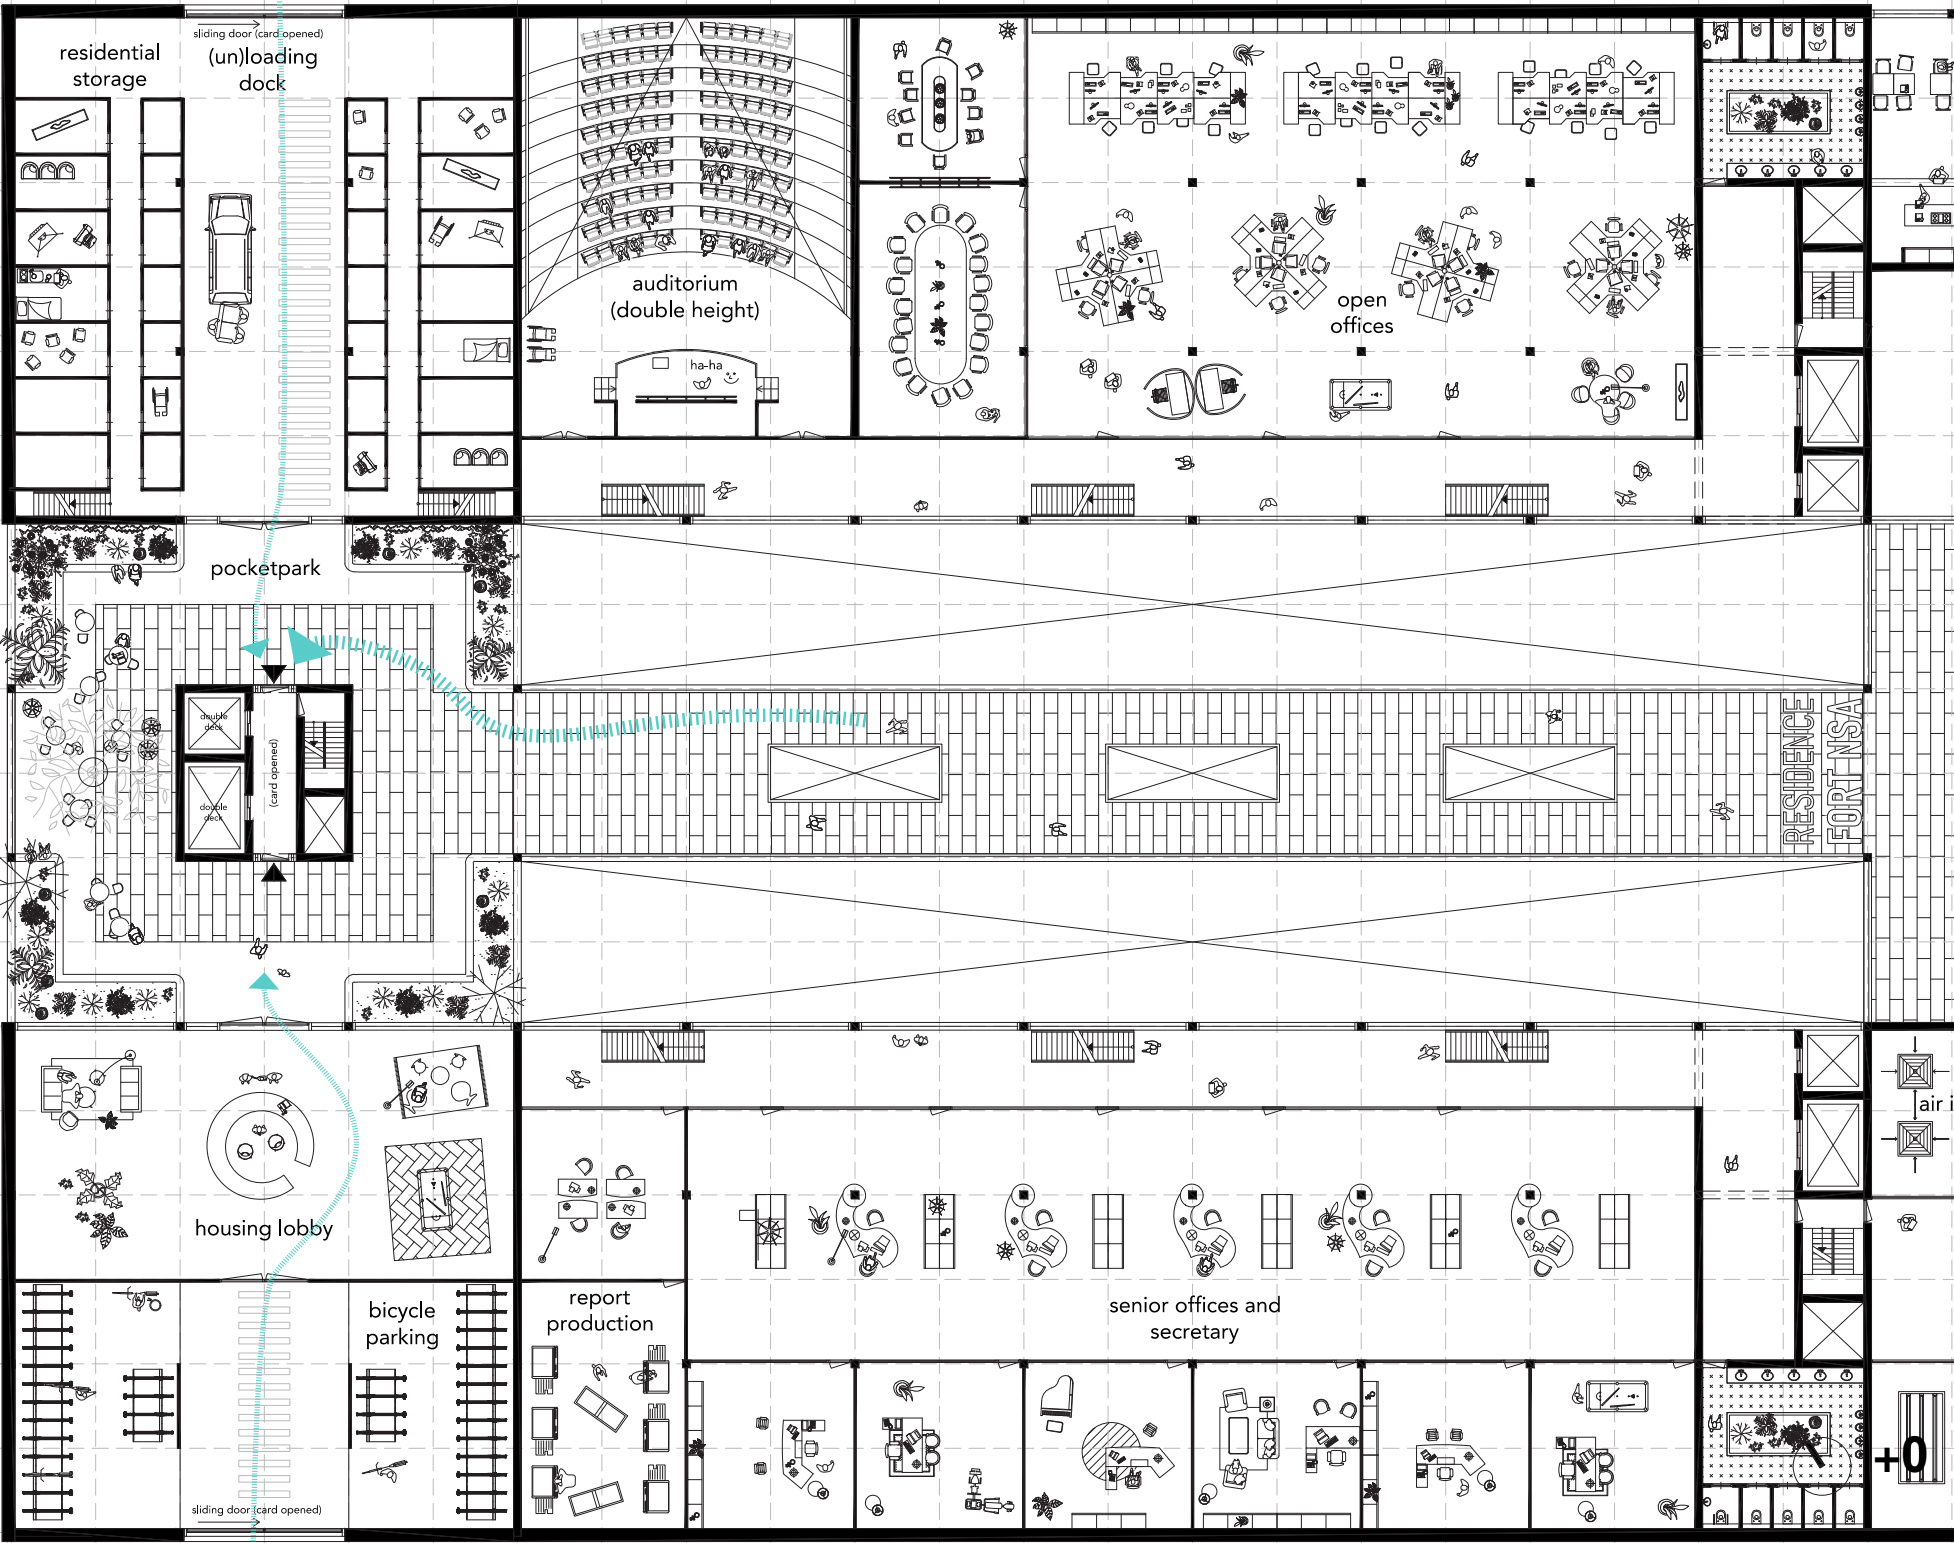 sliding door (card opened)
residential
storage
(un)loading
dock
auditorium
(double height)
ha-ha
open
offices
pocketpark
double
deck
(card opened)
double
deck
RESIDENCE
FORT NSA
air i
housing lobby
report
production
bicycle
parking
senior offices and
secretary
+0
sliding door (card opened)